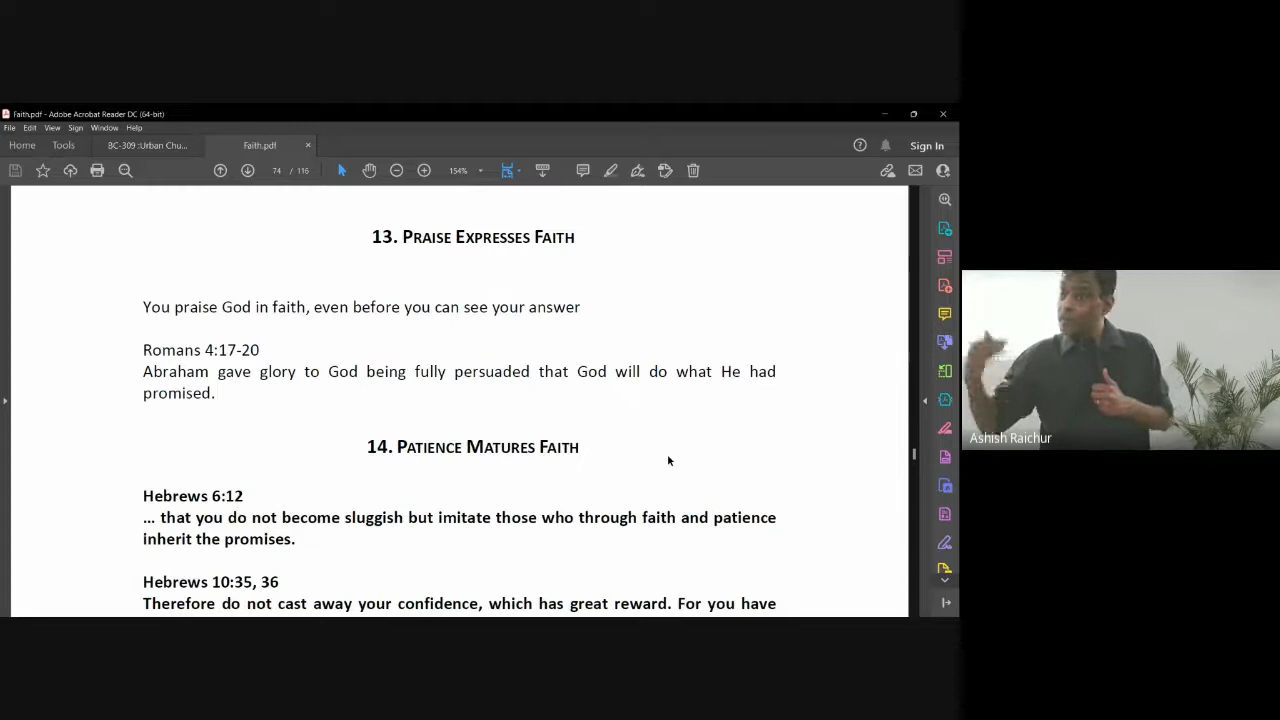 Faith.pdf - Adobe Acrobat Reader DC (64-bit)
File Edit View Sign Window Help
Home Tools BC-309 :Urban Chu... Faith.pdf × Sign In
74 / 116 154%
13. PRAISE EXPRESSES FAITH
You praise God in faith, even before you can see your answer
Romans 4:17-20
Abraham gave glory to God being fully persuaded that God will do what He had
promised.
14. PATIENCE MATURES FAITH
Hebrews 6:12
... that you do not become sluggish but imitate those who through faith and patience
inherit the promises.
Hebrews 10:35, 36
Therefore do not cast away your confidence, which has great reward. For you have
Ashish Raichur